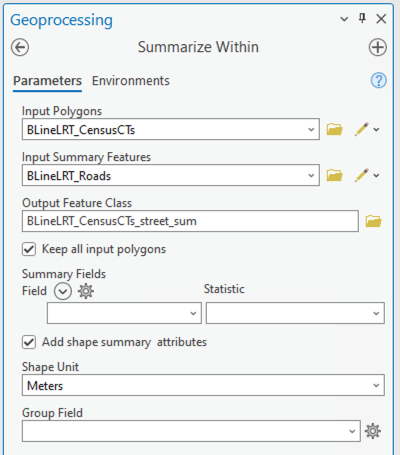 Geoprocessing
Summarize Within
Parameters Environments
Input Polygons
BLineLRT_CensusCTs
Input Summary Features
BLineLRT_Roads
Output Feature Class
BLineLRT_CensusCTs_street_sum
Keep all input polygons
Summary Fields
Field Statistic
Add shape summary attributes
Shape Unit
Meters
Group Field